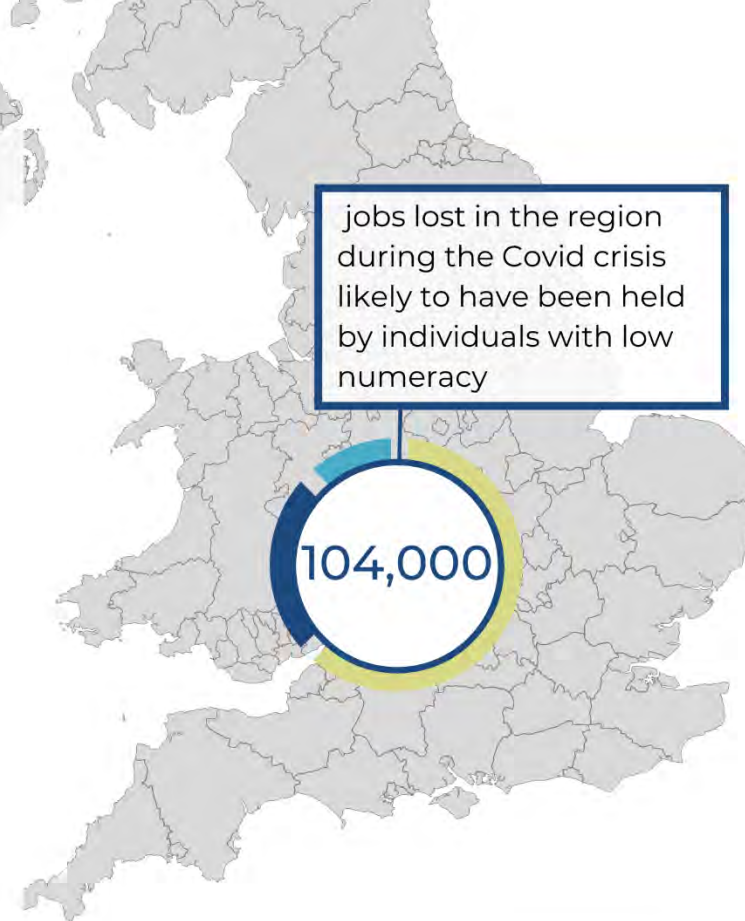 jobs lost in the region
during the Covid crisis
likely to have been held
by individuals with low
numeracy
104,000